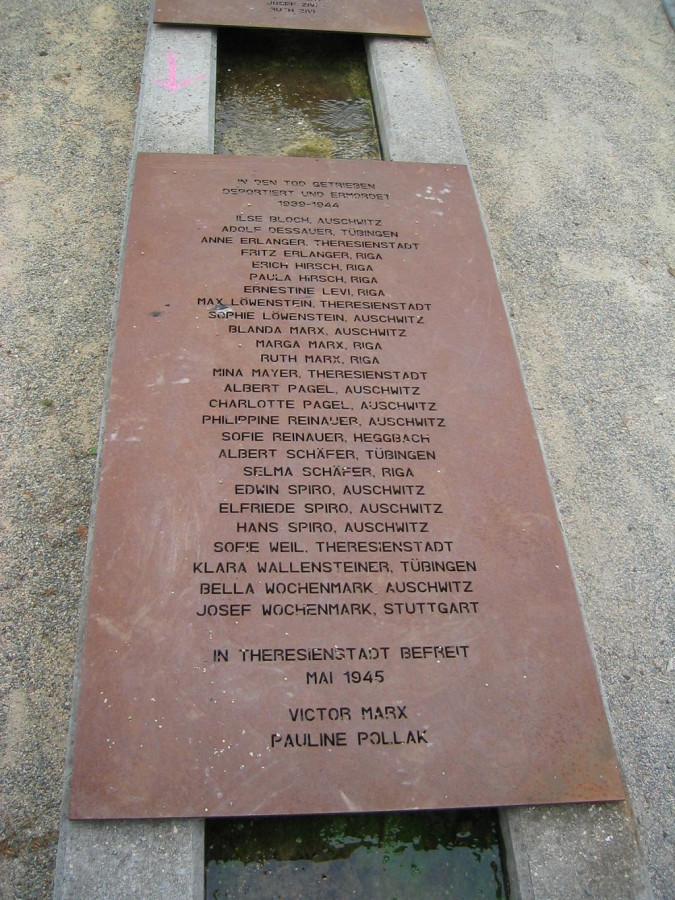 JOSEF ZIVI
RUTH ZIVI
IN DEN TOD GETRIEBEN
DEPORTIERT UND ERMORDET
1939-1944
ILSE BLOCH, AUSCHWITZ
ADOLF DESSAUER, TÜBINGEN
ANNE ERLANGER, THERESIENSTADT
FRITZ ERLANGER, RIGA
ERICH HIRSCH, RIGA
PAULA HIRSCH, RIGA
ERNESTINE LEVI, RIGA
MAX LÖWENSTEIN, THERESIENSTADT
SOPHIE LÖWENSTEIN, AUSCHWITZ
BLANDA MARX, AUSCHWITZ
MARGA MARX, RIGA
RUTH MARX, RIGA
MINA MAYER, THERESIENSTADT
ALBERT PAGEL, AUSCHWITZ
CHARLOTTE PAGEL, AUSCHWITZ
PHILIPPINE REINAUER, AUSCHWITZ
SOFIE REINAUER, HEGGBACH
ALBERT SCHÄFER, TÜBINGEN
SELMA SCHÄFER, RIGA
EDWIN SPIRO, AUSCHWITZ
ELFRIEDE SPIRO, AUSCHWITZ
HANS SPIRO, AUSCHWITZ
SOFIE WEIL, THERESIENSTADT
KLARA WALLENSTEINER, TÜBINGEN
BELLA WOCHENMARK, AUSCHWITZ
JOSEF WOCHENMARK, STUTTGART
IN THERESIENSTADT BEFREIT
MAI 1945
VICTOR MARX
PAULINE POLLAK